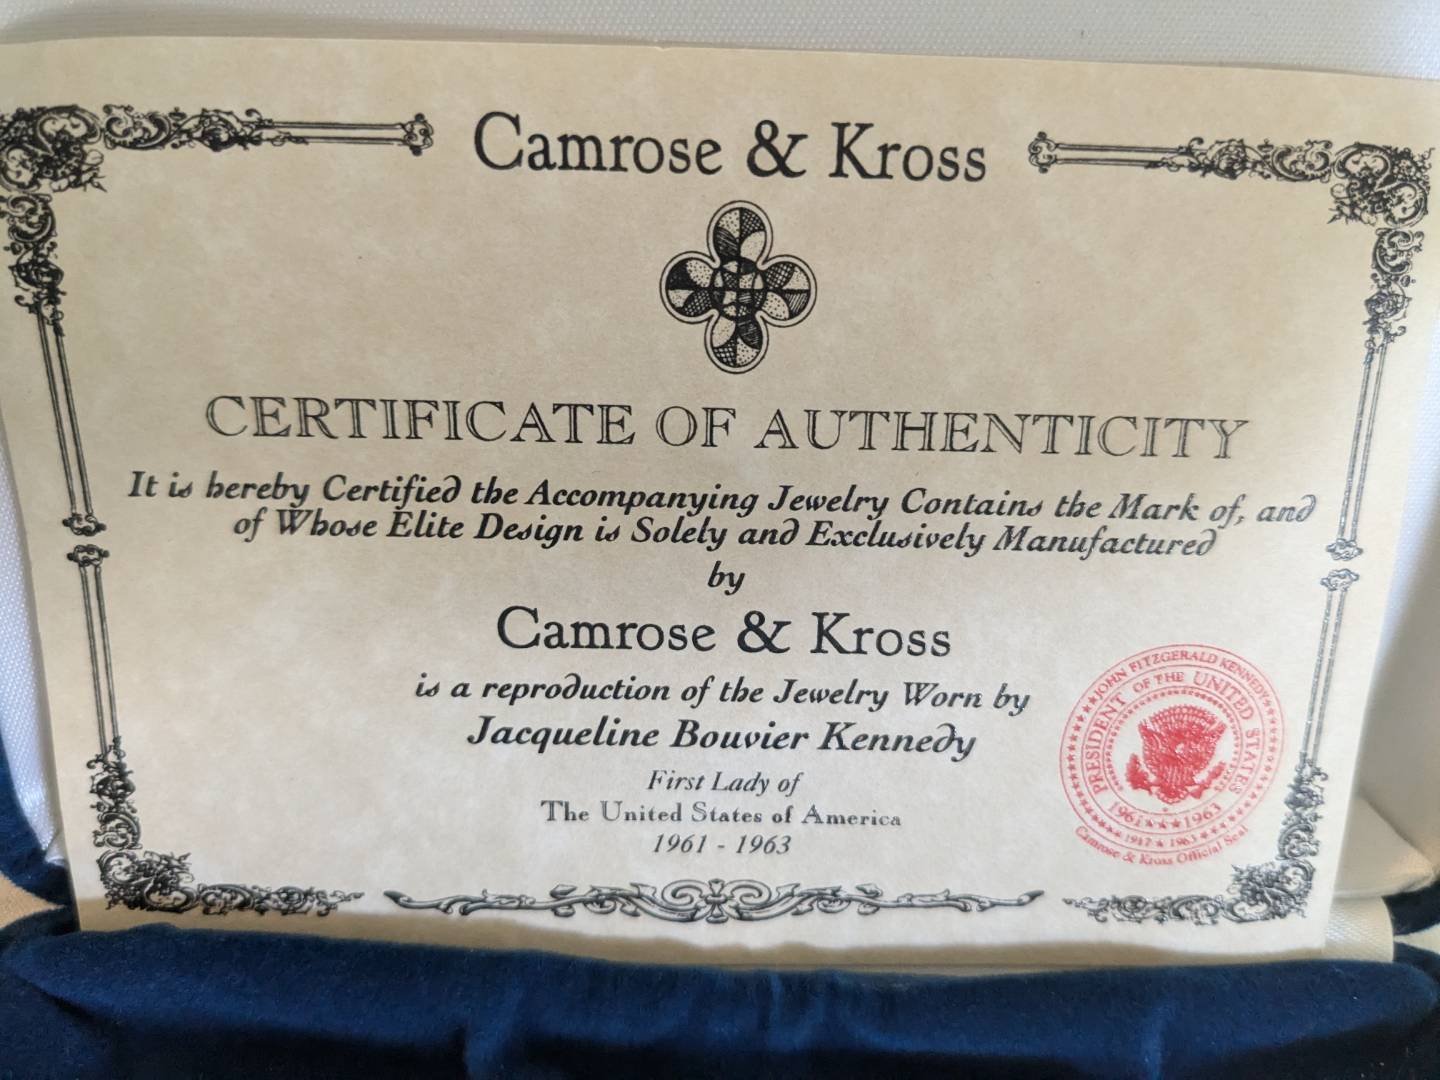 Camrose & Kross
CERTIFICATE OF AUTHENTICITY
It is hereby Certified the Accompanying Jewelry Contains the Mark of, and
of Whose Elite Design is Solely and Exclusively Manufactured
by
Camrose & Kross
is a reproduction of the Jewelry Worn by
Jacqueline Bouvier Kennedy
First Lady of
The United States of America
1961 - 1963
JOHN FITZGERALD KENNEDY
PRESIDENT OF THE UNITED STATES
1961 ★★★ 1963
1917 ★ 1963
Camrose & Kross Official Seal